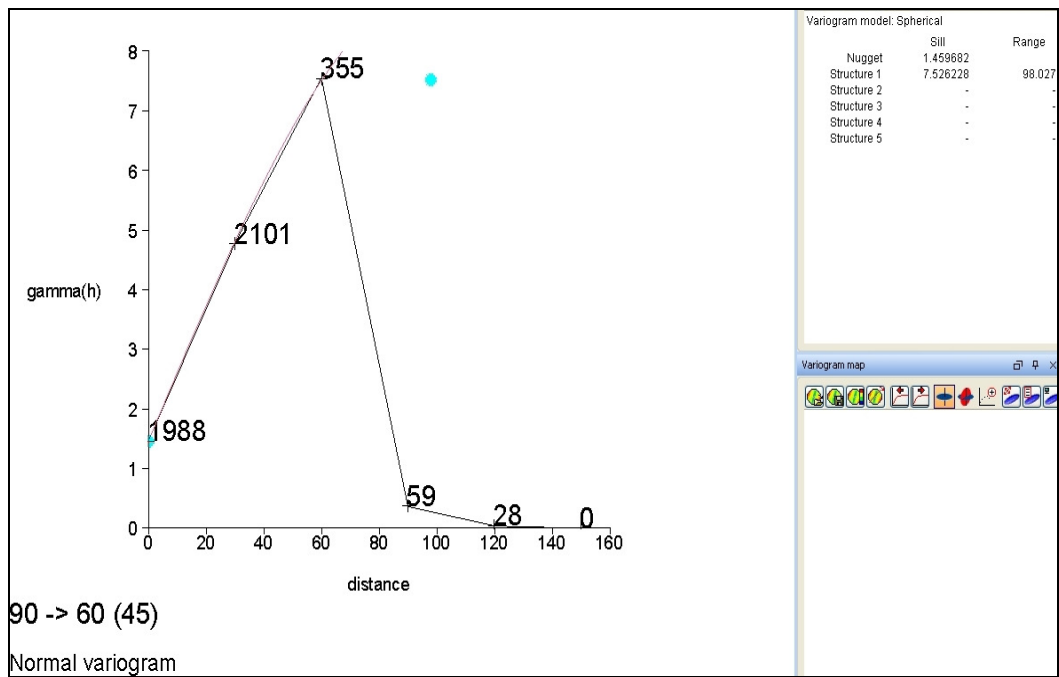 8
7
6
5
4
3
2
1
0
gamma(h)
355
2101
1988
59
28
0
0 20 40 60 80 100 120 140 160
distance
90 -> 60 (45)
Normal variogram
Variogram model: Spherical
Sill Range
Nugget 1.459682
Structure 1 7.526228 98.027
Structure 2 - -
Structure 3 - -
Structure 4 - -
Structure 5 - -
Variogram map